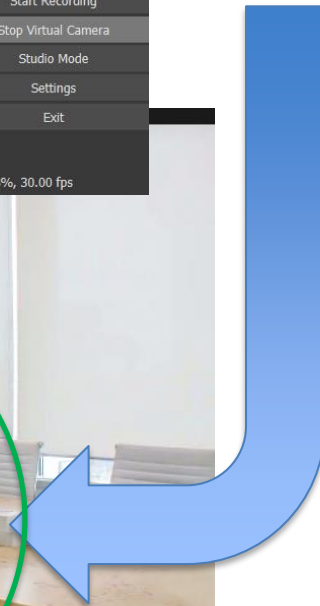 Start Recording
Stop Virtual Camera
Studio Mode
Settings
Exit
%, 30.00 fps